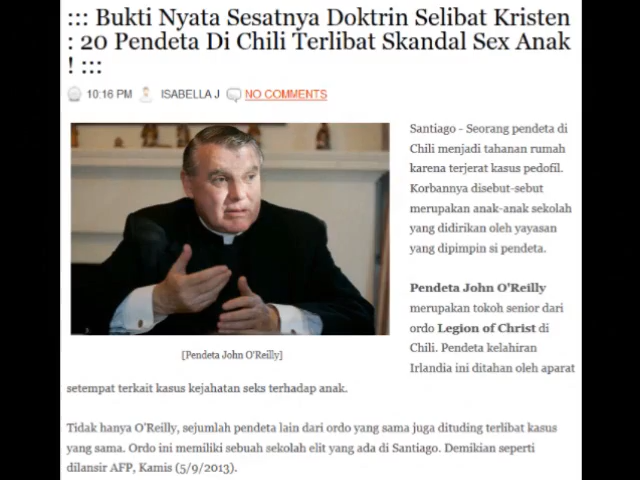 ::: Bukti Nyata Sesatnya Doktrin Selibat Kristen
: 20 Pendeta Di Chili Terlibat Skandal Sex Anak
! :::
10:16 PM ISABELLA J NO COMMENTS
Santiago - Seorang pendeta di
Chili menjadi tahanan rumah
karena terjerat kasus pedofil.
Korbannya disebut-sebut
merupakan anak-anak sekolah
yang didirikan oleh yayasan
yang dipimpin si pendeta.
Pendeta John O'Reilly
merupakan tokoh senior dari
ordo Legion of Christ di
Chili. Pendeta kelahiran
Irlandia ini ditahan oleh aparat
[Pendeta John O'Reilly]
setempat terkait kasus kejahatan seks terhadap anak.
Tidak hanya O'Reilly, sejumlah pendeta lain dari ordo yang sama juga dituding terlibat kasus
yang sama. Ordo ini memiliki sebuah sekolah elit yang ada di Santiago. Demikian seperti
dilansir AFP, Kamis (5/9/2013).